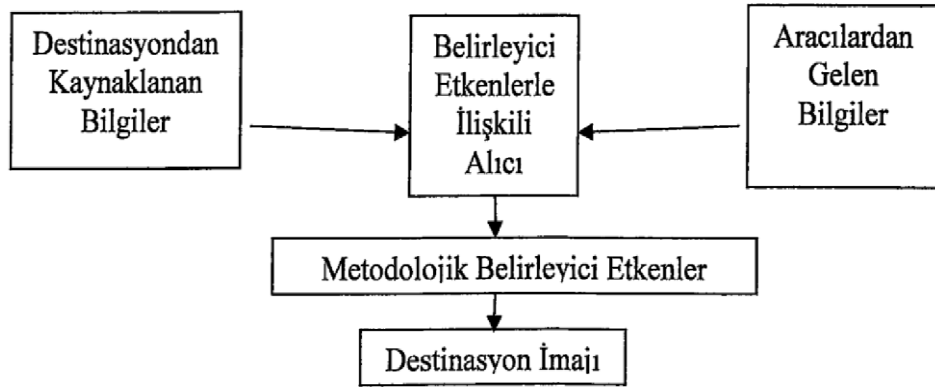 Destinasyondan
Kaynaklanan
Bilgiler
Belirleyici
Etkenlerle
İlişkili
Alıcı
Aracılardan
Gelen
Bilgiler
Metodolojik Belirleyici Etkenler
Destinasyon İmajı